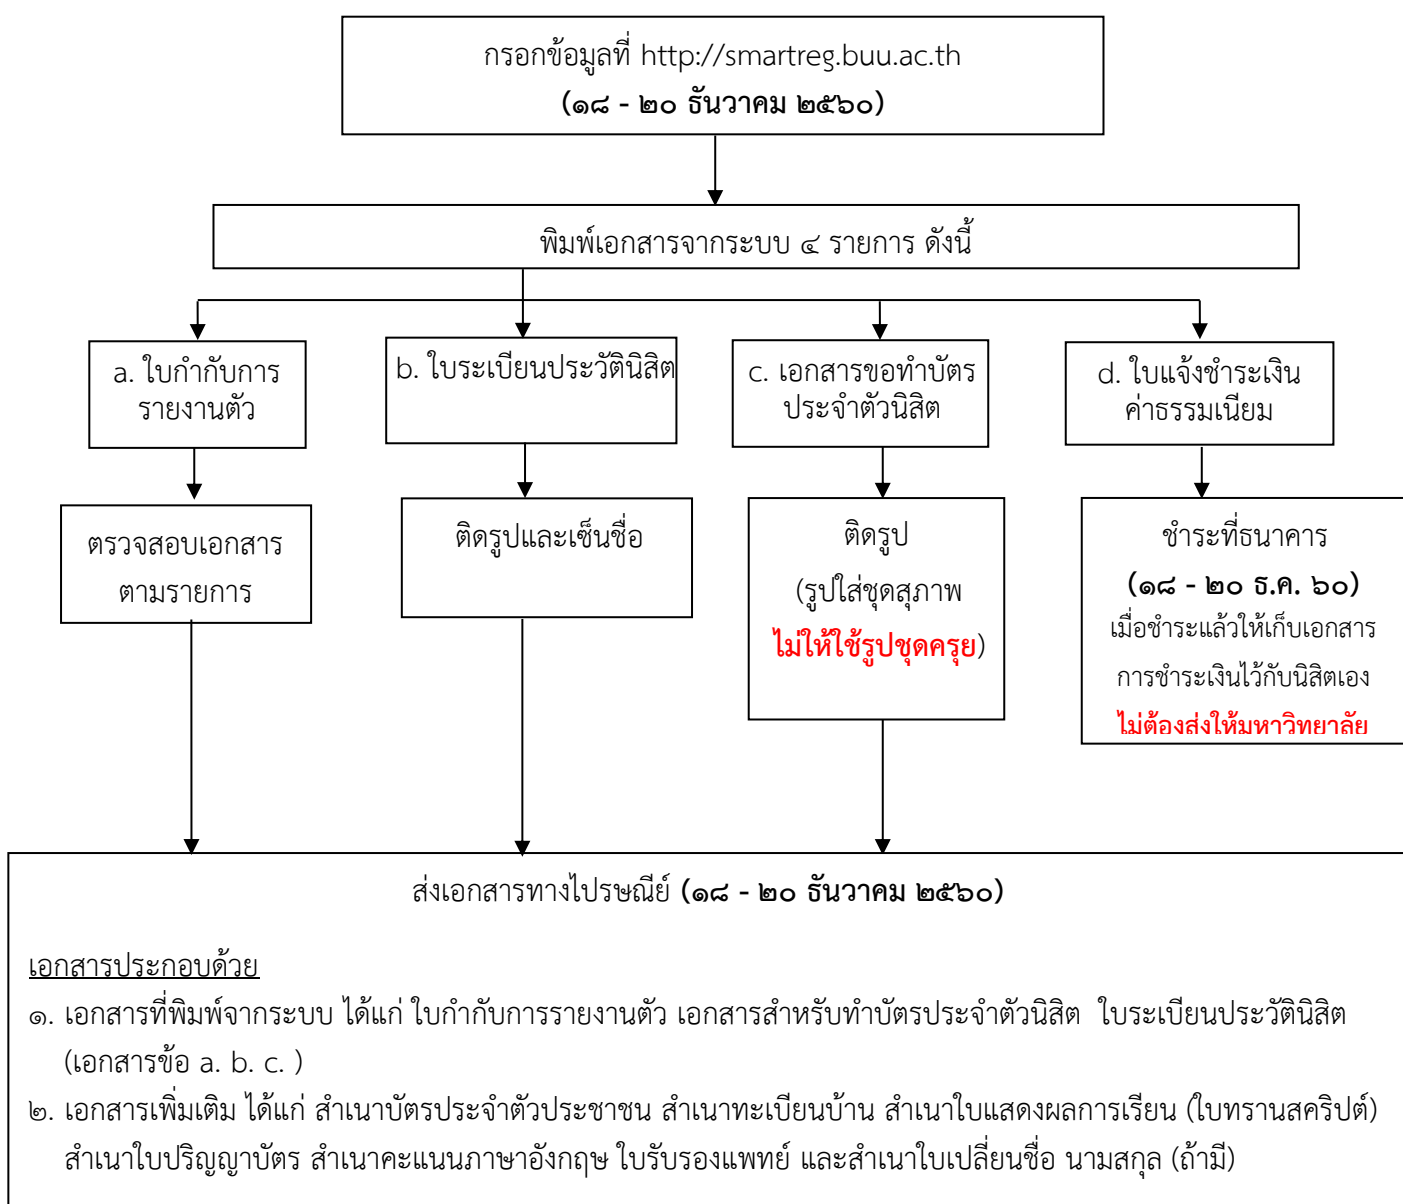 กรอกข้อมูลที่ http://smartreg.buu.ac.th
(๑๘ - ๒๐ ธันวาคม ๒๕๖๐)
พิมพ์เอกสารจากระบบ ๔ รายการ ดังนี้
a. ใบกำกับการ
รายงานตัว
b. ใบระเบียนประวัตินิสิต
c. เอกสารขอทำบัตร
ประจำตัวนิสิต
d. ใบแจ้งชำระเงิน
ค่าธรรมเนียม
ตรวจสอบเอกสาร
ตามรายการ
ติดรูปและเซ็นชื่อ
ติดรูป
(รูปใส่ชุดสุภาพ
ไม่ให้ใช้รูปชุดครุย)
ชำระที่ธนาคาร
(๑๘ - ๒๐ ธ.ค. ๖๐)
เมื่อชำระแล้วให้เก็บเอกสาร
การชำระเงินไว้กับนิสิตเอง
ไม่ต้องส่งให้มหาวิทยาลัย
ส่งเอกสารทางไปรษณีย์ (๑๘ - ๒๐ ธันวาคม ๒๕๖๐)
เอกสารประกอบด้วย
๑. เอกสารที่พิมพ์จากระบบ ได้แก่ ใบกำกับการรายงานตัว เอกสารสำหรับทำบัตรประจำตัวนิสิต ใบระเบียนประวัตินิสิต
(เอกสารข้อ a. b. c. )
๒. เอกสารเพิ่มเติม ได้แก่ สำเนาบัตรประจำตัวประชาชน สำเนาทะเบียนบ้าน สำเนาใบแสดงผลการเรียน (ใบทรานสคริปต์)
สำเนาใบปริญญาบัตร สำเนาคะแนนภาษาอังกฤษ ใบรับรองแพทย์ และสำเนาใบเปลี่ยนชื่อ นามสกุล (ถ้ามี)